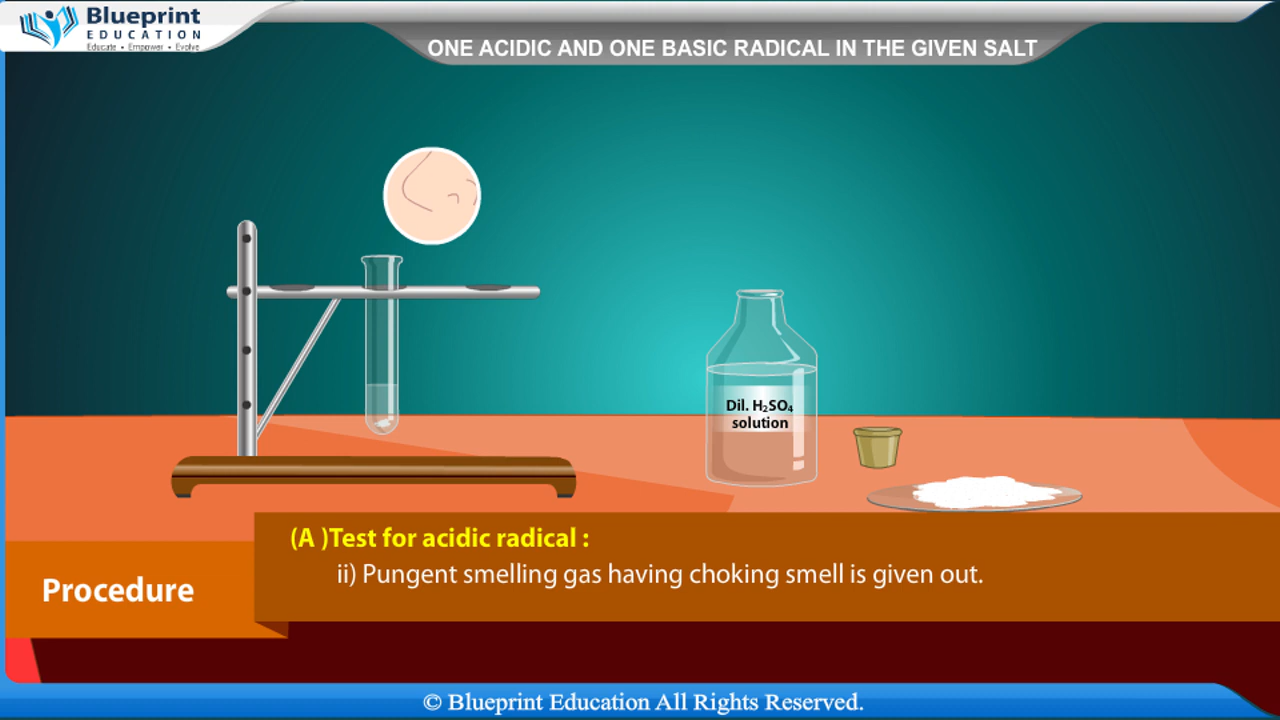 Blueprint
EDUCATION
Educate • Empower • Evolve
ONE ACIDIC AND ONE BASIC RADICAL IN THE GIVEN SALT
Dil. H₂SO₄
solution
(A )Test for acidic radical :
ii) Pungent smelling gas having choking smell is given out.
Procedure
© Blueprint Education All Rights Reserved.